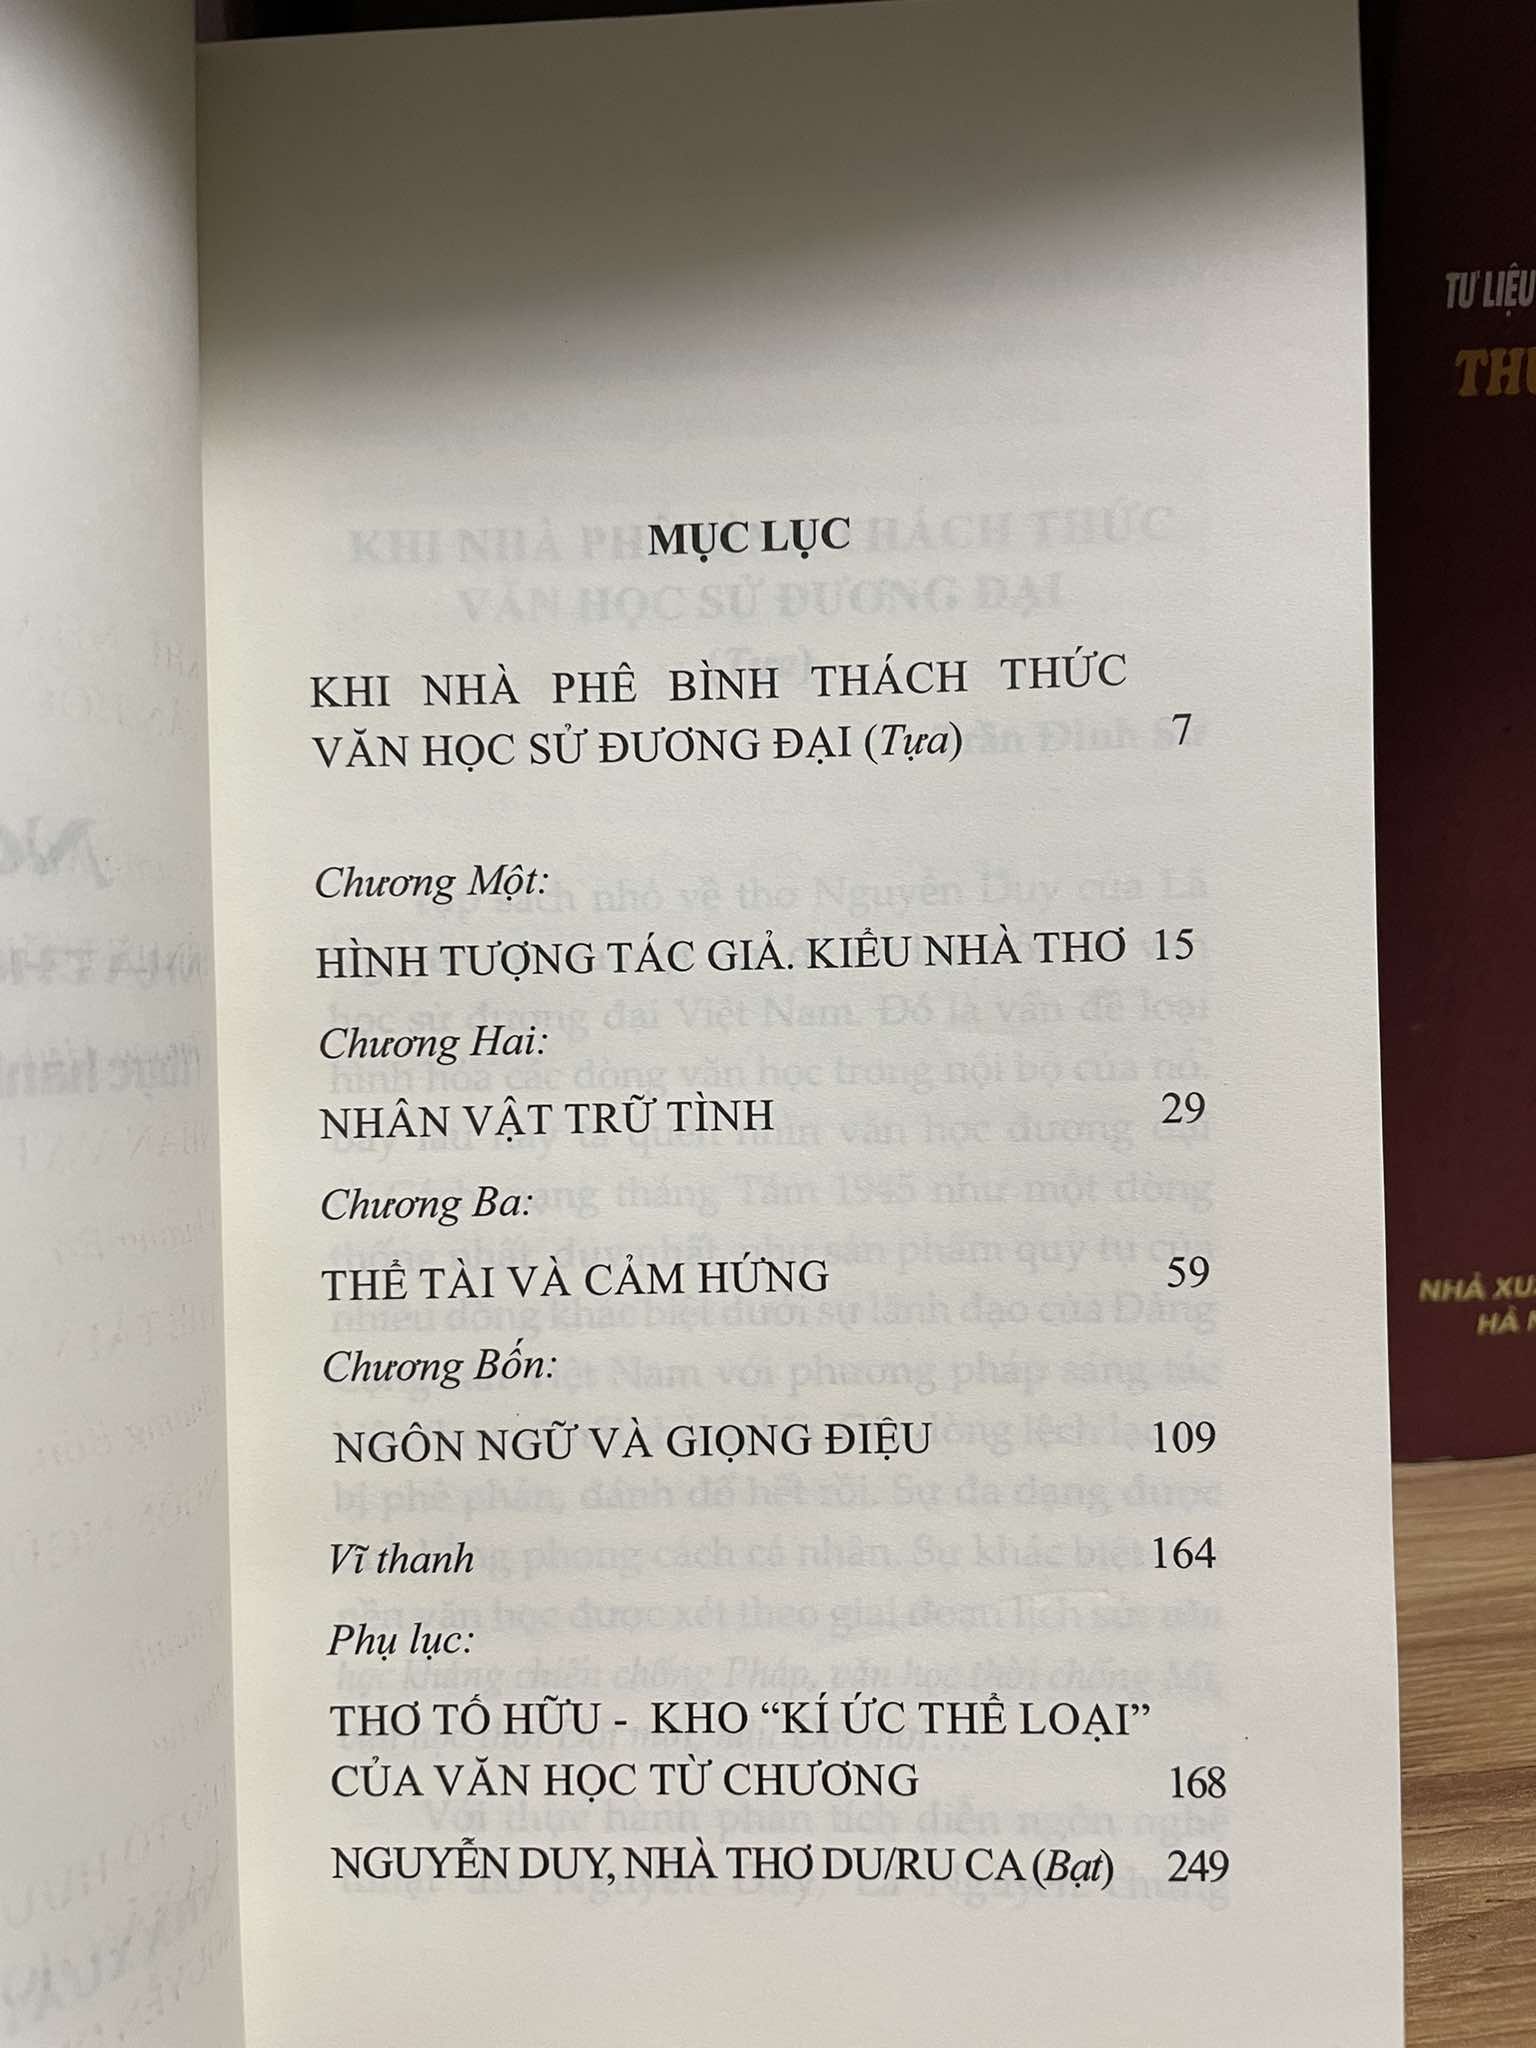 MỤC LỤC
KHI NHÀ PHÊ BÌNH THÁCH THỨC
VĂN HỌC SỬ ĐƯƠNG ĐẠI (Tựa) 7
Chương Một:
HÌNH TƯỢNG TÁC GIẢ. KIỂU NHÀ THƠ 15
Chương Hai:
NHÂN VẬT TRỮ TÌNH 29
Chương Ba:
THỂ TÀI VÀ CẢM HỨNG 59
Chương Bốn:
NGÔN NGỮ VÀ GIỌNG ĐIỆU 109
Vĩ thanh 164
Phụ lục:
THƠ TỐ HỮU - KHO “KÍ ỨC THỂ LOẠI”
CỦA VĂN HỌC TỪ CHƯƠNG 168
NGUYỄN DUY, NHÀ THƠ DU/RU CA (Bạt) 249
TƯ LIỆU
NHÀ XU
HÀ